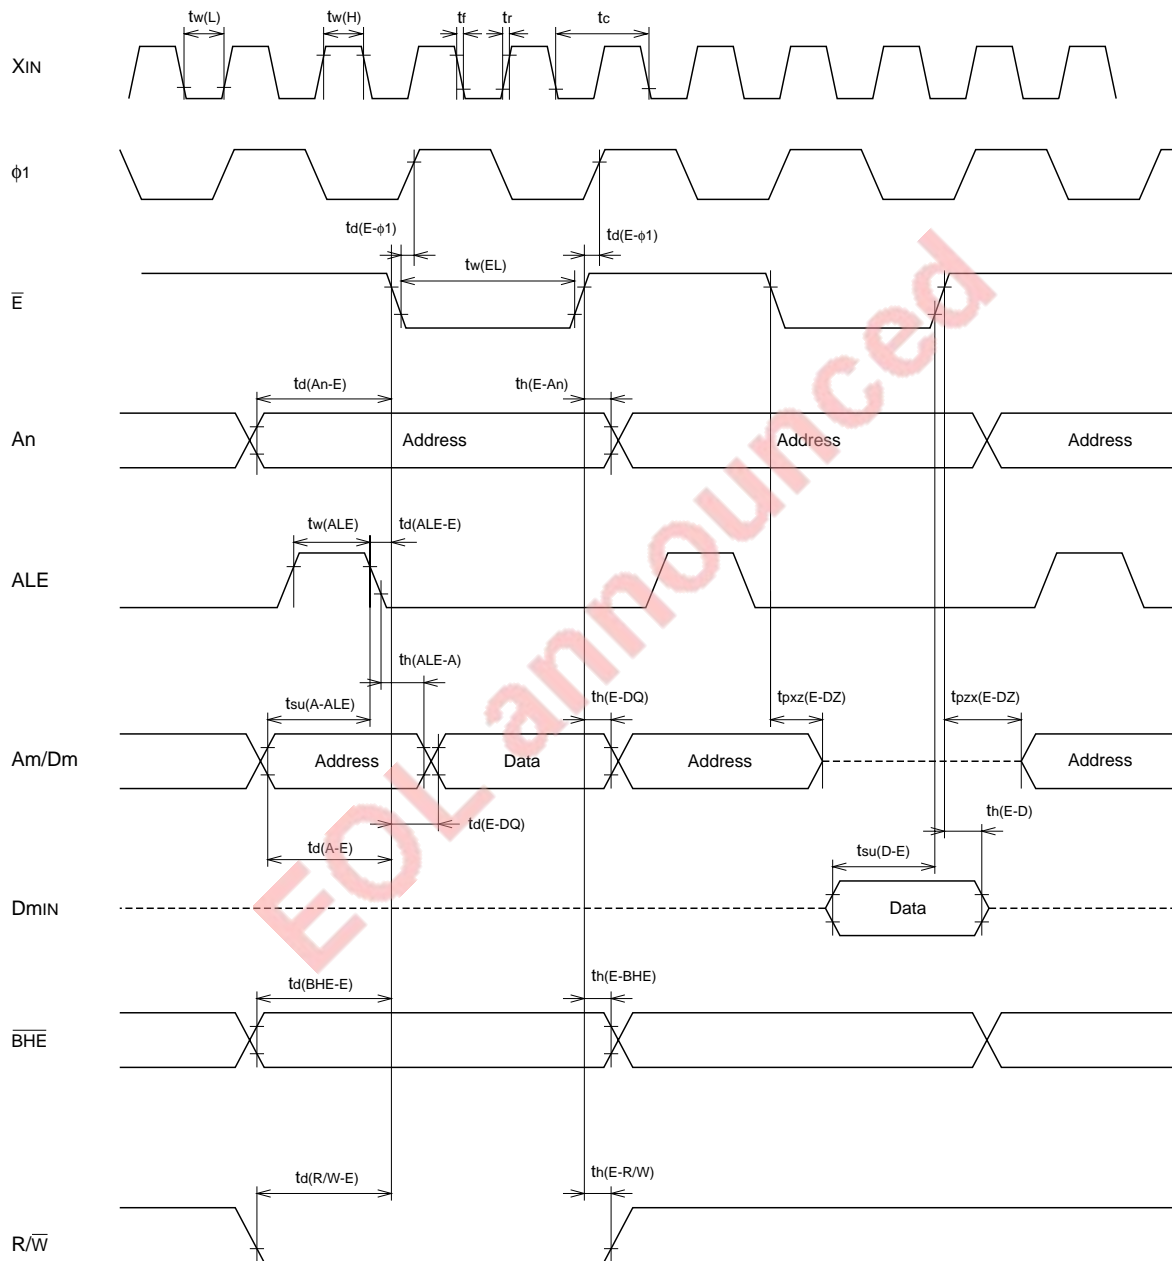 tw(L) tw(H) tf tr tc
XIN
ϕ1
td(E-ϕ1) td(E-ϕ1)
tw(EL)
E̅
td(An-E) th(E-An)
An Address Address Address
tw(ALE) td(ALE-E)
ALE
th(ALE-A)
tsu(A-ALE) th(E-DQ) tpxz(E-DZ) tpzx(E-DZ)
Am/Dm Address Data Address Address
td(E-DQ) th(E-D)
td(A-E) tsu(D-E)
DmIN Data
td(BHE-E) th(E-BHE)
B̅H̅E̅
td(R/W-E) th(E-R/W)
R/W̅
EOL announced